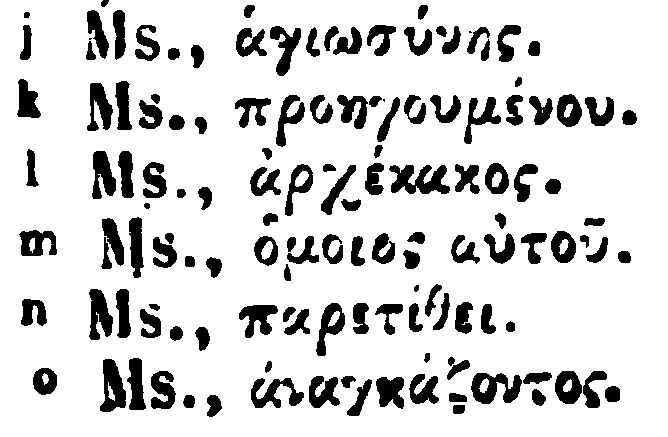 j Ms., ἁγιωσύνης.
k Ms., προηγουμένου.
l Ms., ἀρχέκακος.
m Ms., ὅμοιος αὐτοῦ.
n Ms., παρετίθει.
o Ms., ἀναγκάζοντος.